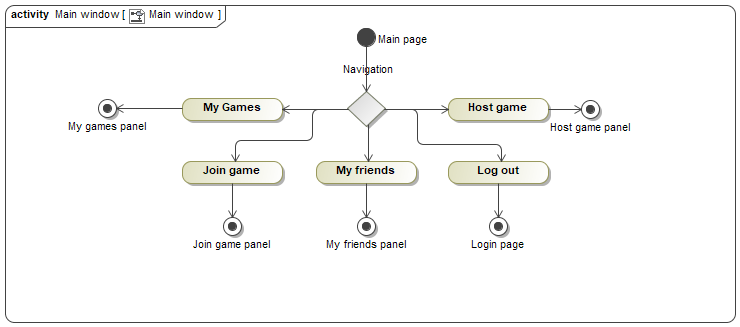 activity Main window [ Main window ]
Main page
Navigation
My Games
Host game
My games panel
Host game panel
Join game
My friends
Log out
Join game panel
My friends panel
Login page